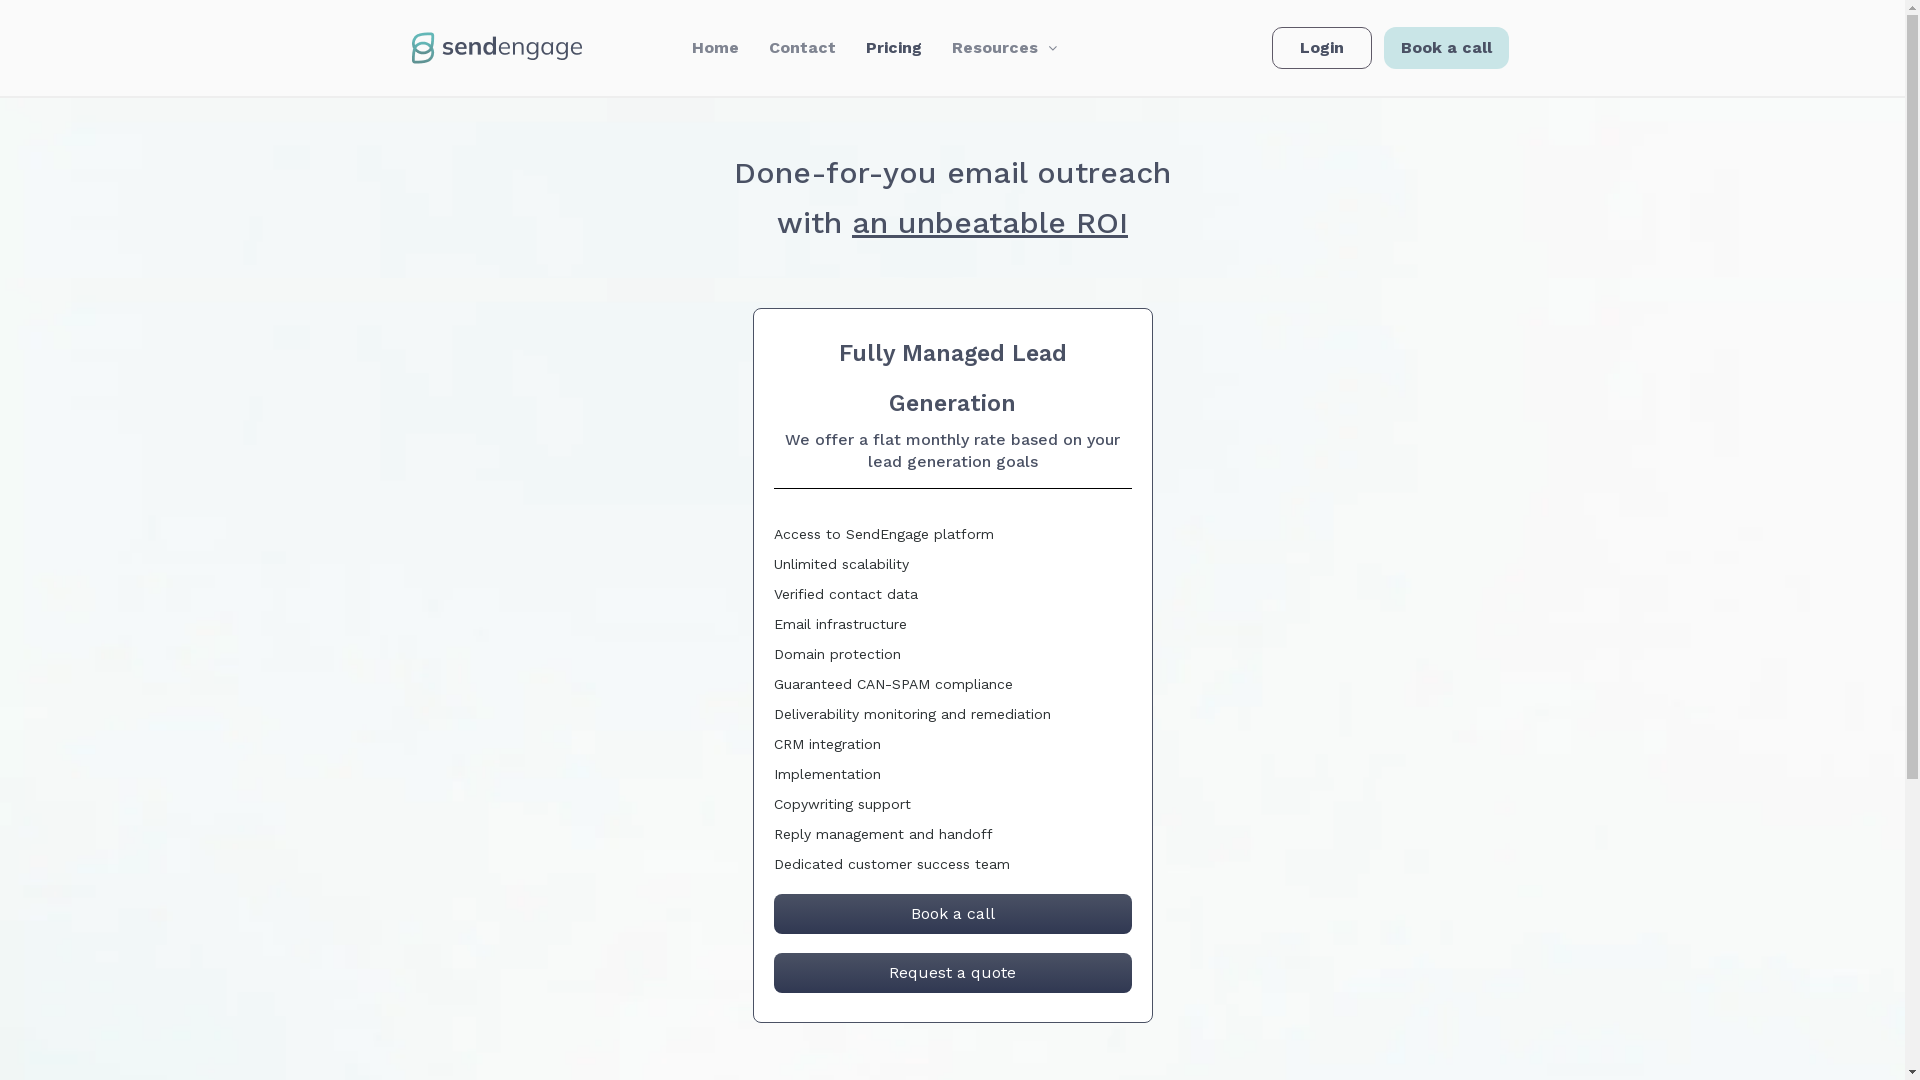 sendengage
Home
Contact
Pricing
Resources
Login
Book a call
Done-for-you email outreach
with an unbeatable ROI
Fully Managed Lead
Generation
We offer a flat monthly rate based on your
lead generation goals
Access to SendEngage platform
Unlimited scalability
Verified contact data
Email infrastructure
Domain protection
Guaranteed CAN-SPAM compliance
Deliverability monitoring and remediation
CRM integration
Implementation
Copywriting support
Reply management and handoff
Dedicated customer success team
Book a call
Request a quote